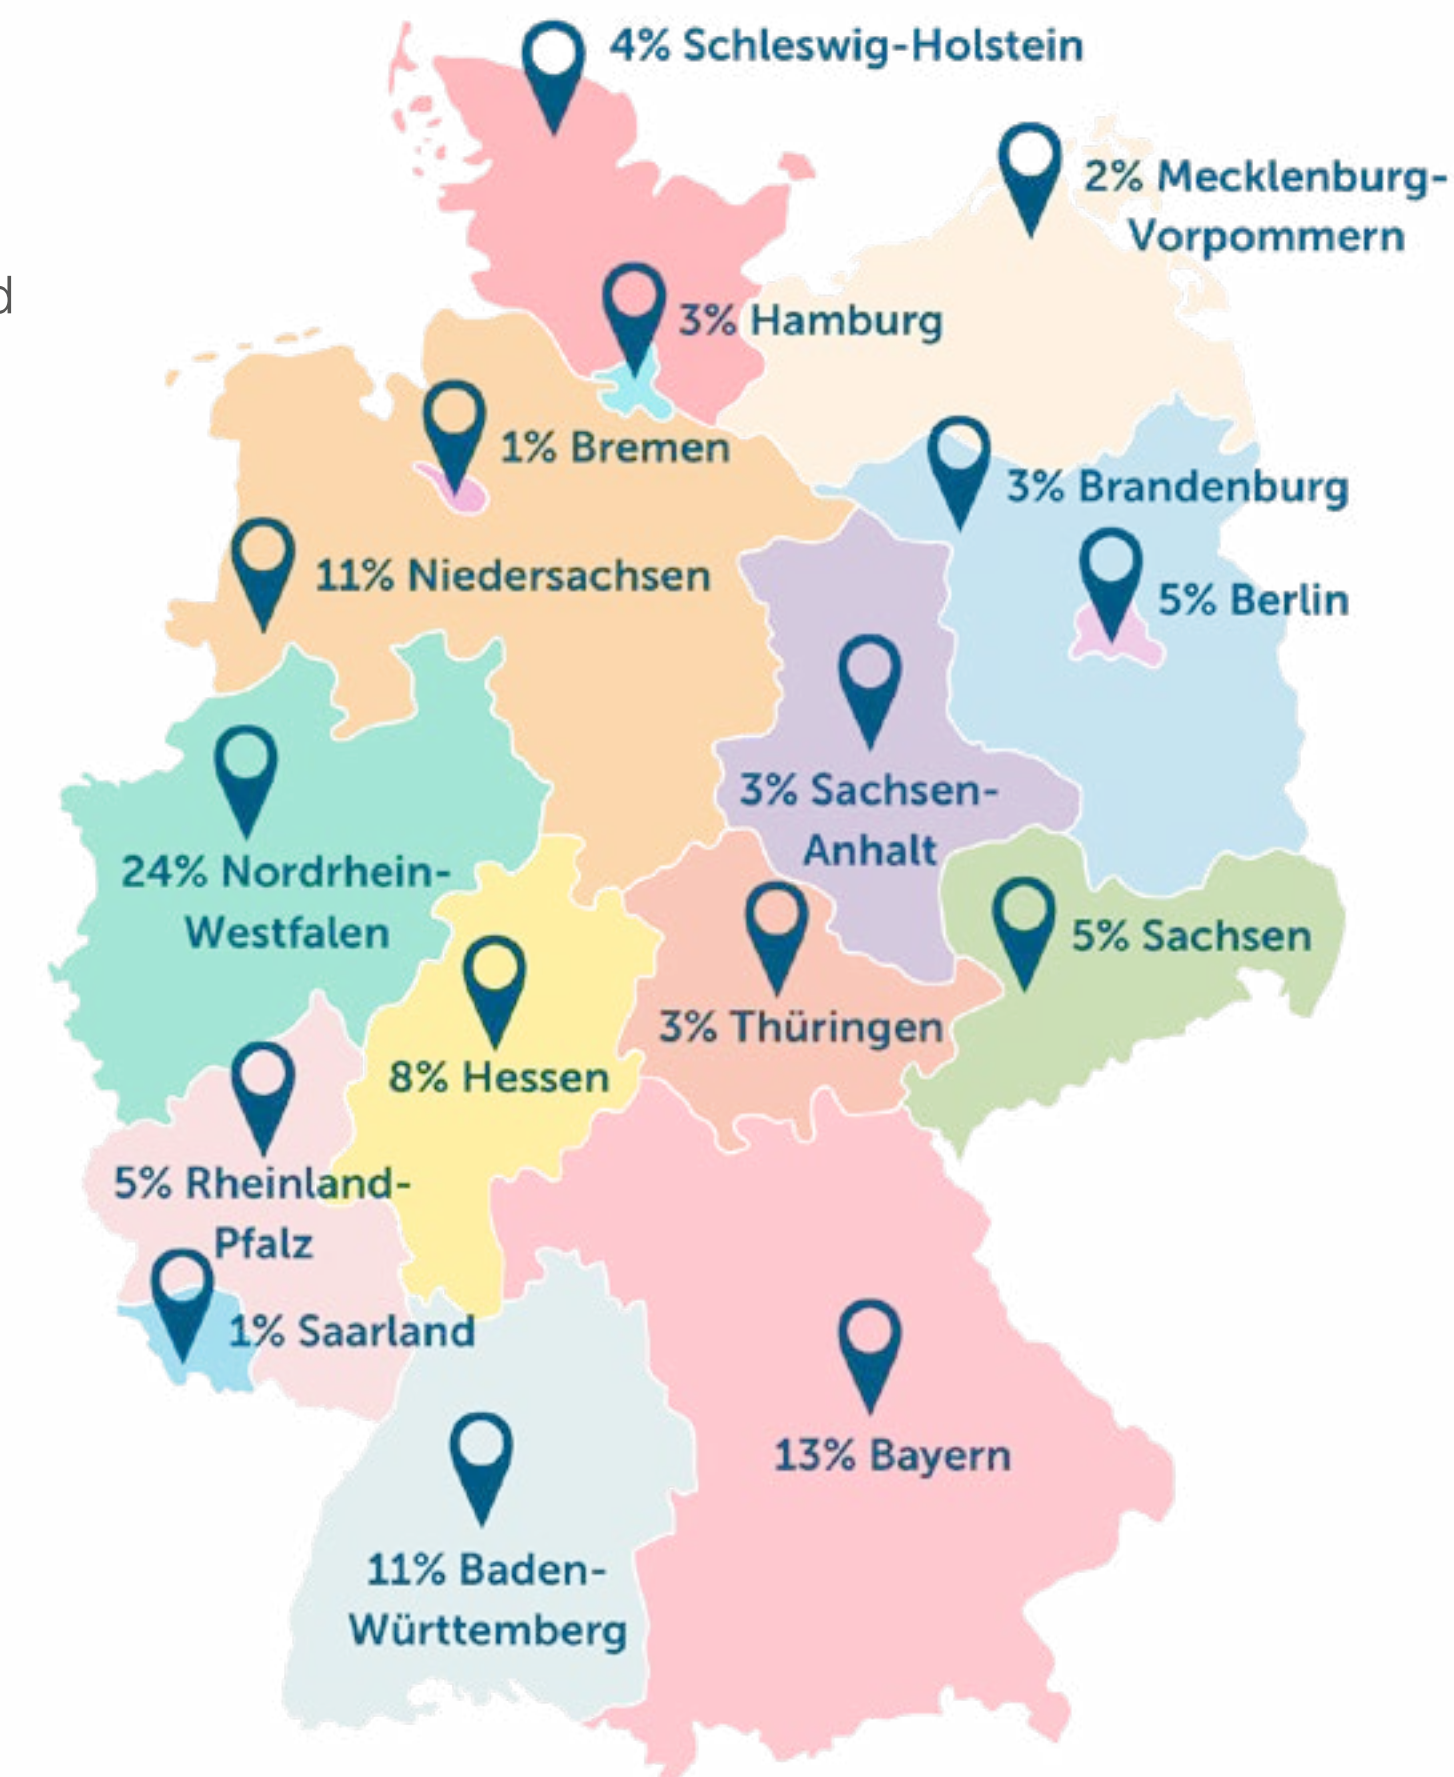 4% Schleswig-Holstein
2% Mecklenburg-
Vorpommern
d
3% Hamburg
1% Bremen
3% Brandenburg
11% Niedersachsen
5% Berlin
3% Sachsen-
Anhalt
24% Nordrhein-
Westfalen
5% Sachsen
3% Thüringen
8% Hessen
5% Rheinland-
Pfalz
1% Saarland
13% Bayern
11% Baden-
Württemberg